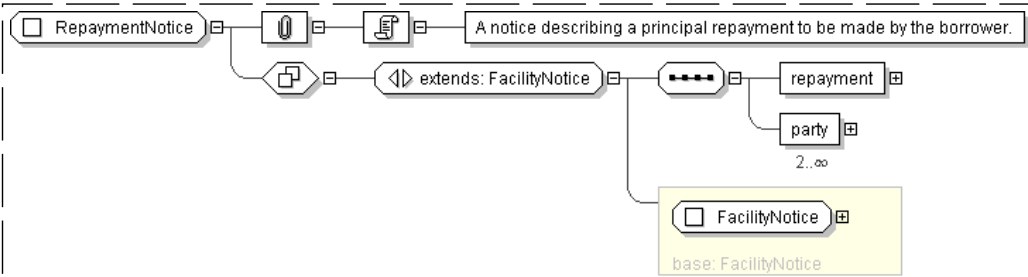 RepaymentNotice
A notice describing a principal repayment to be made by the borrower.
extends: FacilityNotice
repayment
party
2..∞
FacilityNotice
base: FacilityNotice